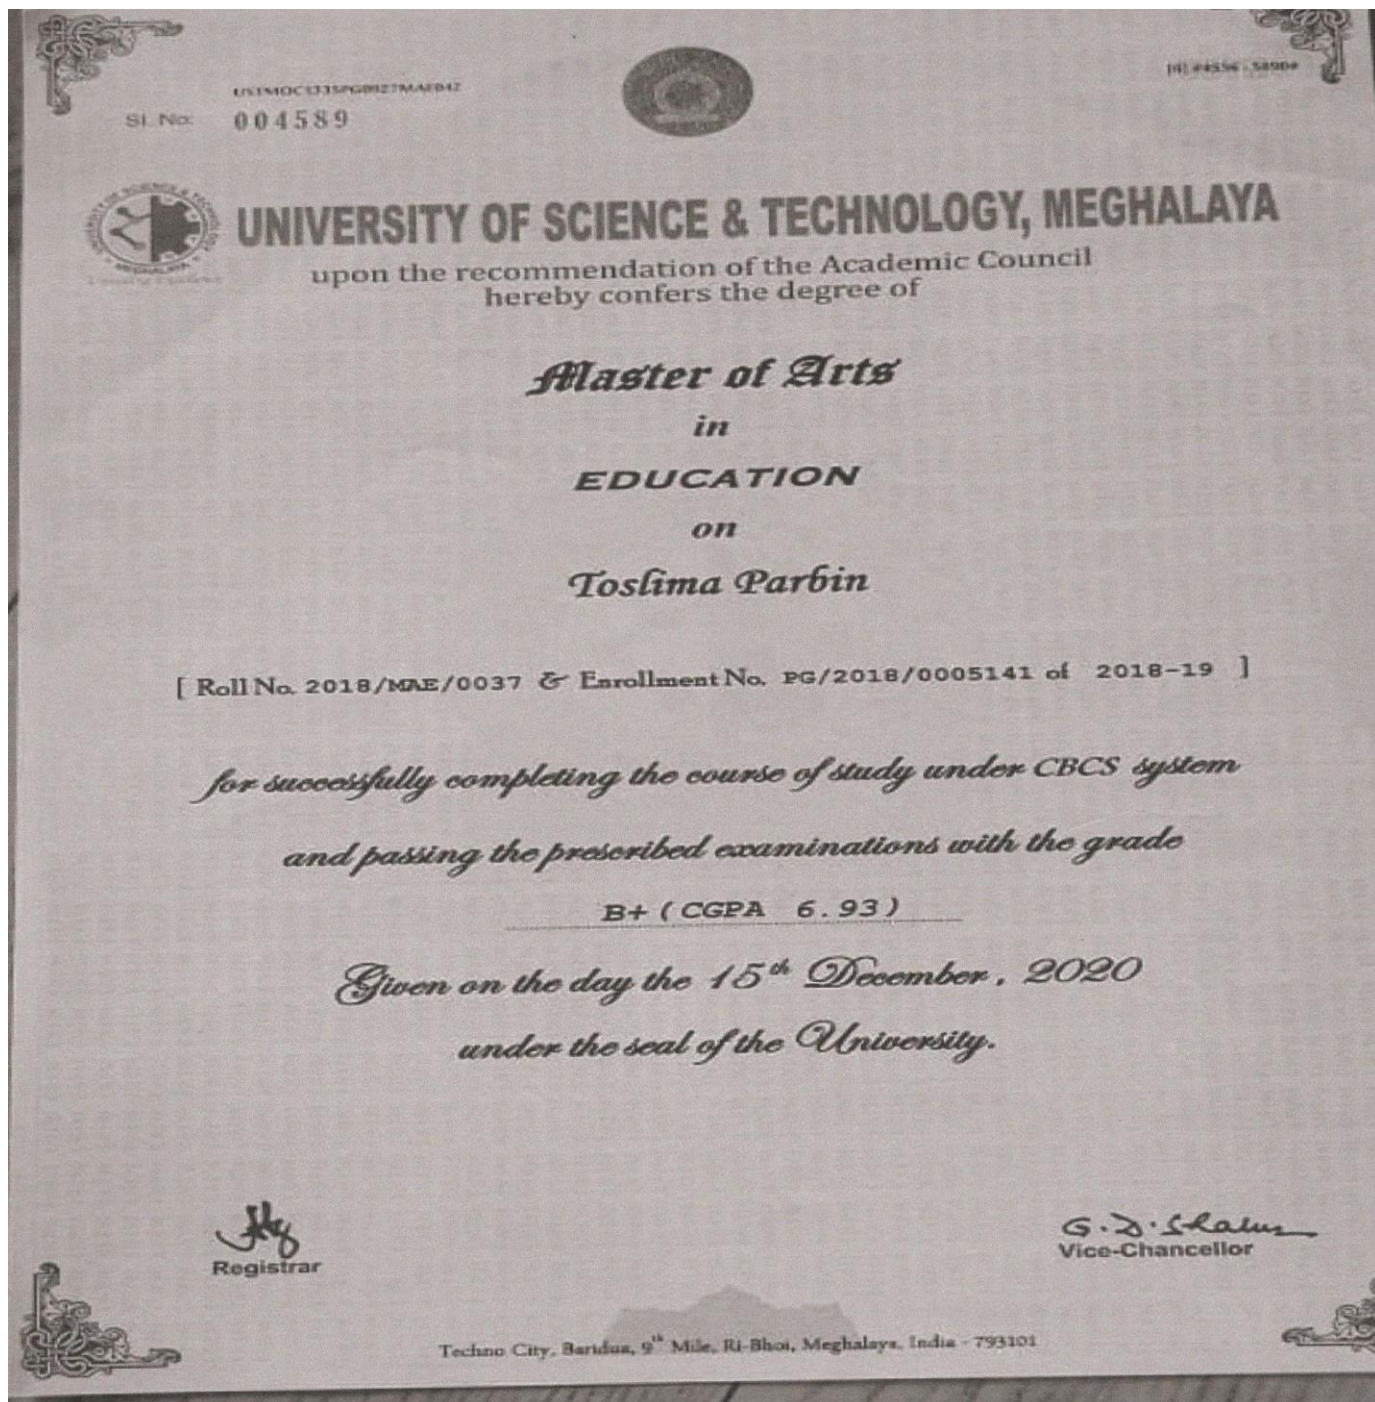 Sl. No: 004589
UNIVERSITY OF SCIENCE & TECHNOLOGY, MEGHALAYA
upon the recommendation of the Academic Council
hereby confers the degree of
Master of Arts
in
EDUCATION
on
Toslima Parbin
[ Roll No. 2018/MAE/0037 & Enrollment No. PG/2018/0005141 of 2018-19 ]
for successfully completing the course of study under CBCS system
and passing the prescribed examinations with the grade
B+ ( CGPA 6.93 )
Given on the day the 15th December, 2020
under the seal of the University.
G. D. Sharma
Registrar
Vice-Chancellor
Techno City, Baridua, 9th Mile, Ri-Bhoi, Meghalaya, India - 793101